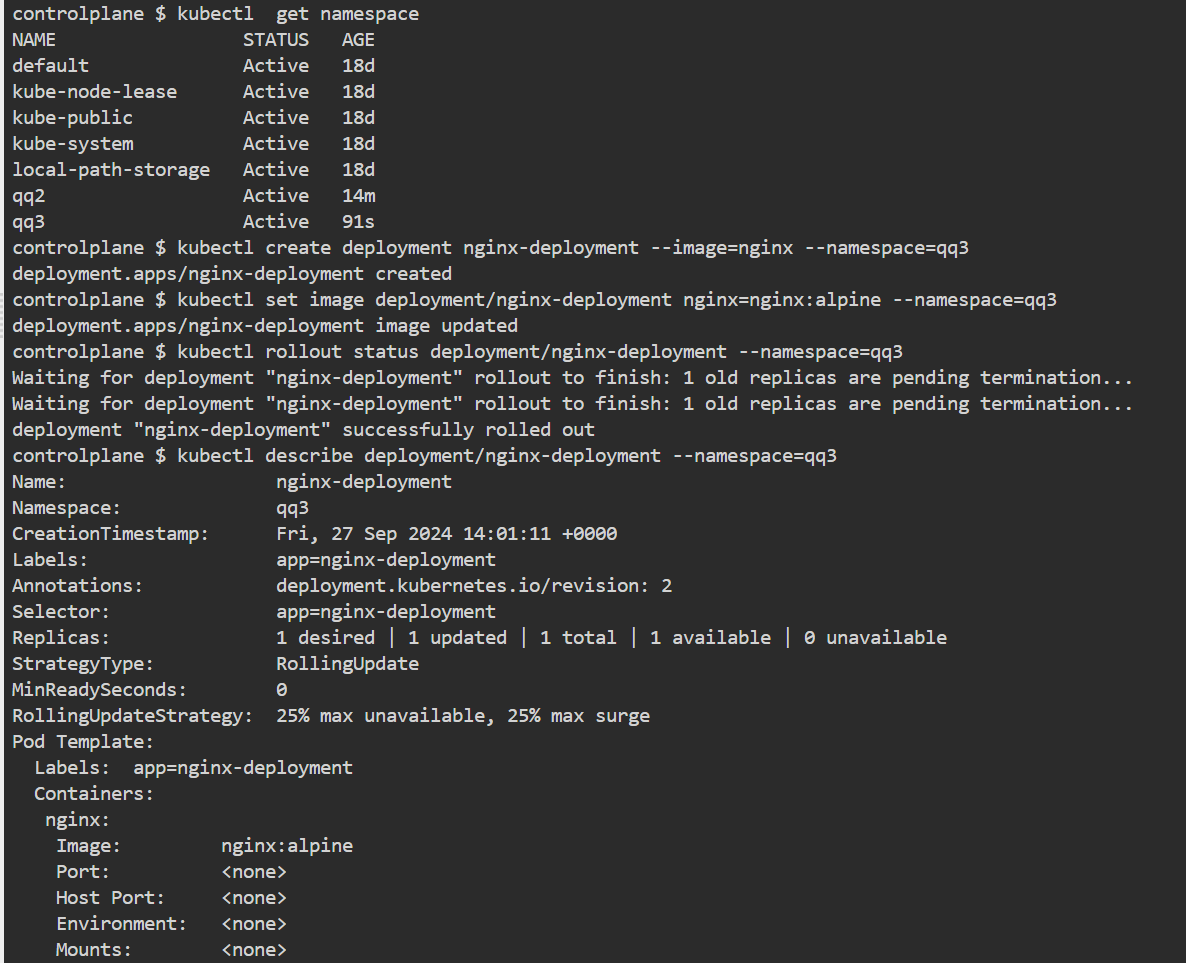 controlplane $ kubectl  get namespace
NAME                 STATUS   AGE
default              Active   18d
kube-node-lease      Active   18d
kube-public          Active   18d
kube-system          Active   18d
local-path-storage   Active   18d
qq2                  Active   14m
qq3                  Active   91s
controlplane $ kubectl create deployment nginx-deployment --image=nginx --namespace=qq3
deployment.apps/nginx-deployment created
controlplane $ kubectl set image deployment/nginx-deployment nginx=nginx:alpine --namespace=qq3
deployment.apps/nginx-deployment image updated
controlplane $ kubectl rollout status deployment/nginx-deployment --namespace=qq3
Waiting for deployment "nginx-deployment" rollout to finish: 1 old replicas are pending termination...
Waiting for deployment "nginx-deployment" rollout to finish: 1 old replicas are pending termination...
deployment "nginx-deployment" successfully rolled out
controlplane $ kubectl describe deployment/nginx-deployment --namespace=qq3
Name:                   nginx-deployment
Namespace:              qq3
CreationTimestamp:      Fri, 27 Sep 2024 14:01:11 +0000
Labels:                 app=nginx-deployment
Annotations:            deployment.kubernetes.io/revision: 2
Selector:               app=nginx-deployment
Replicas:               1 desired | 1 updated | 1 total | 1 available | 0 unavailable
StrategyType:           RollingUpdate
MinReadySeconds:        0
RollingUpdateStrategy:  25% max unavailable, 25% max surge
Pod Template:
  Labels:  app=nginx-deployment
  Containers:
   nginx:
    Image:         nginx:alpine
    Port:          <none>
    Host Port:     <none>
    Environment:   <none>
    Mounts:        <none>